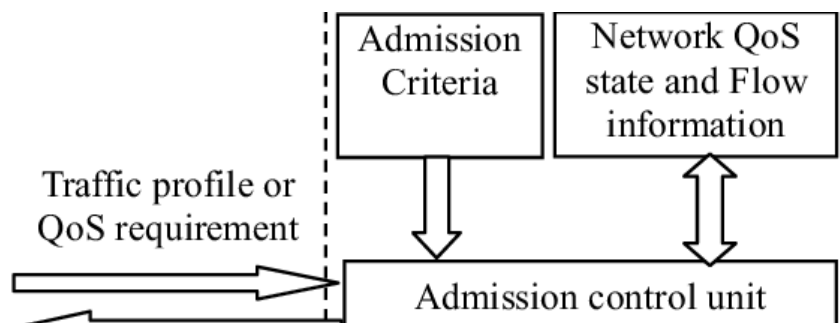 Admission
Criteria
Network QoS
state and Flow
information
Traffic profile or
QoS requirement
Admission control unit